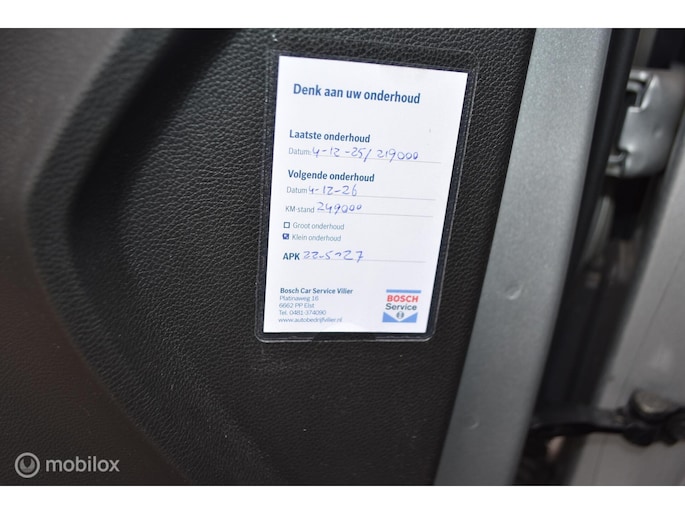 Denk aan uw onderhoud
Laatste onderhoud
Datum: 4-12-25/219000
Volgende onderhoud
Datum 4-12-26
KM-stand 249000
Groot onderhoud
Klein onderhoud
APK 22-5-27
Bosch Car Service Vilier
Platinaweg 16
6662 PP Elst
Tel. 0481-374090
www.autobedrijfvilier.nl
BOSCH
Service
mobilox